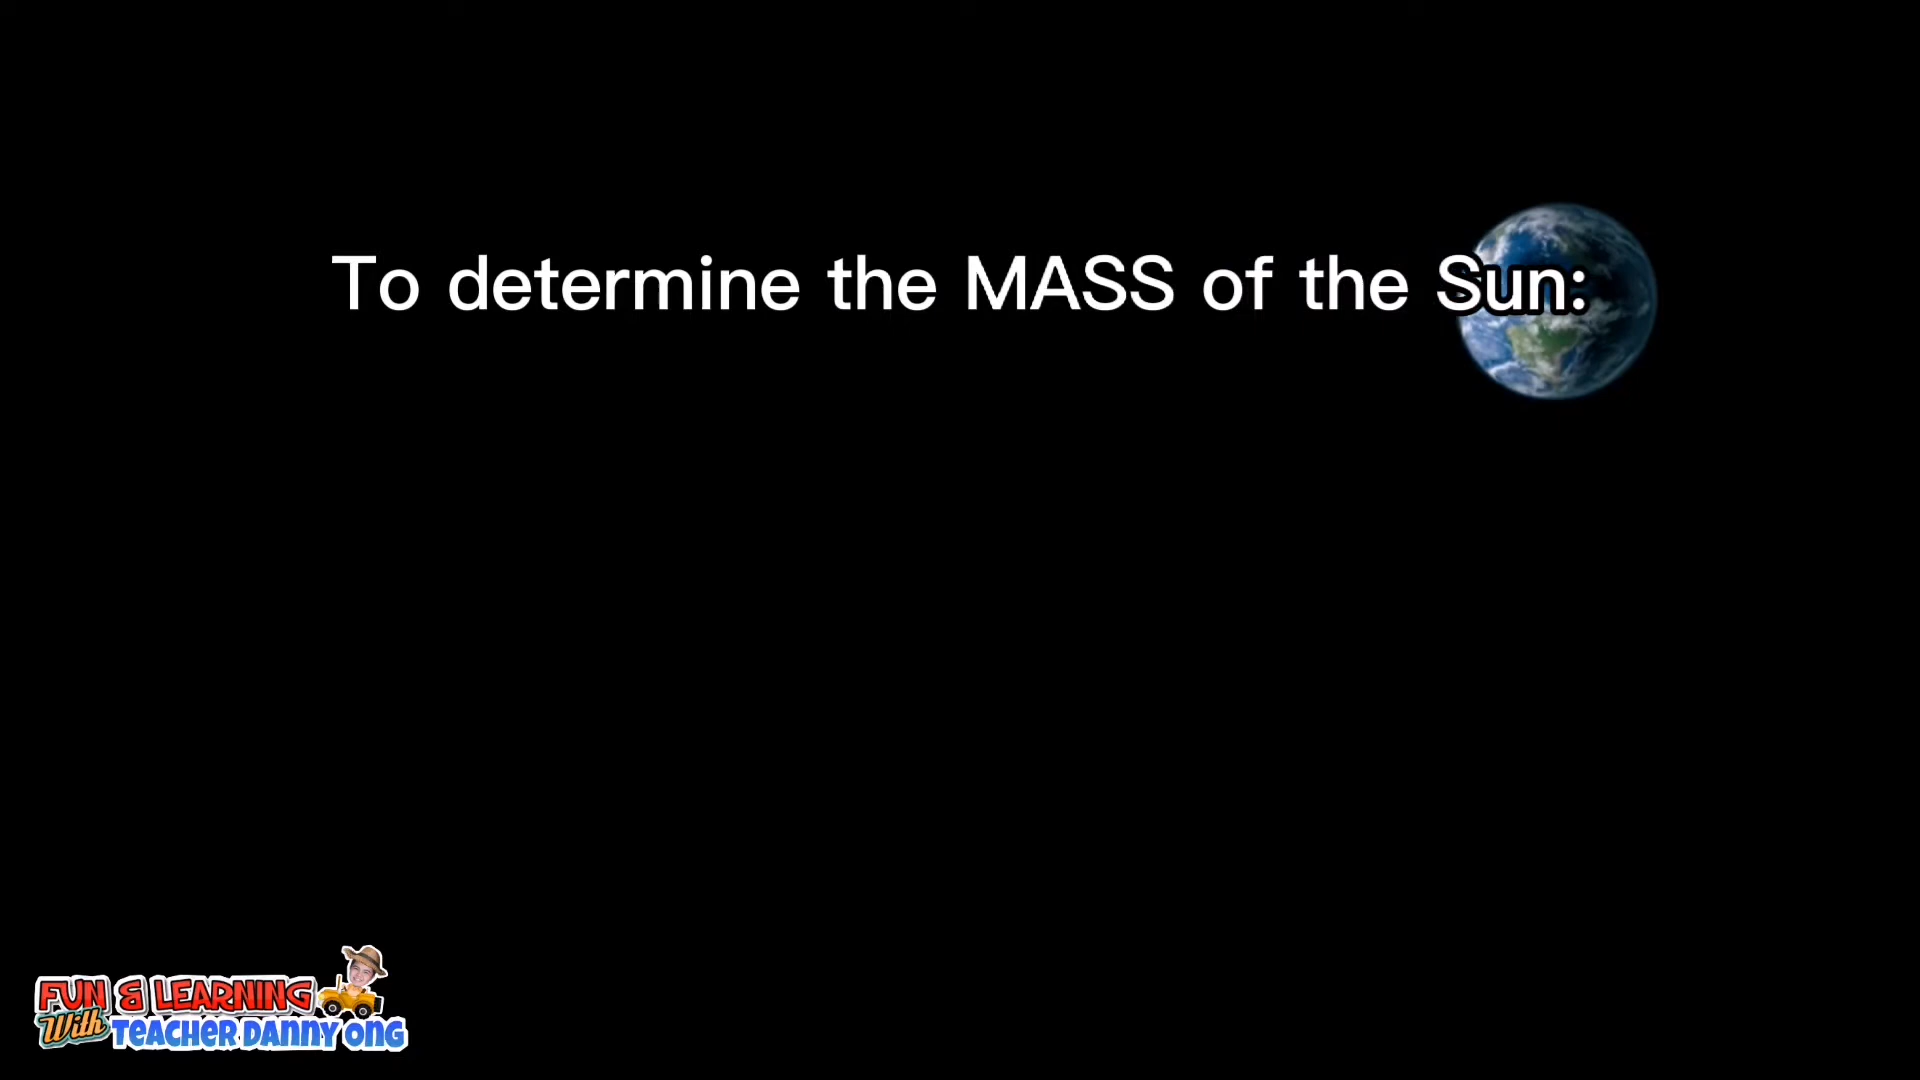 To determine the MASS of the Sun:
FUN & LEARNING
With TEACHER DANNY ONG